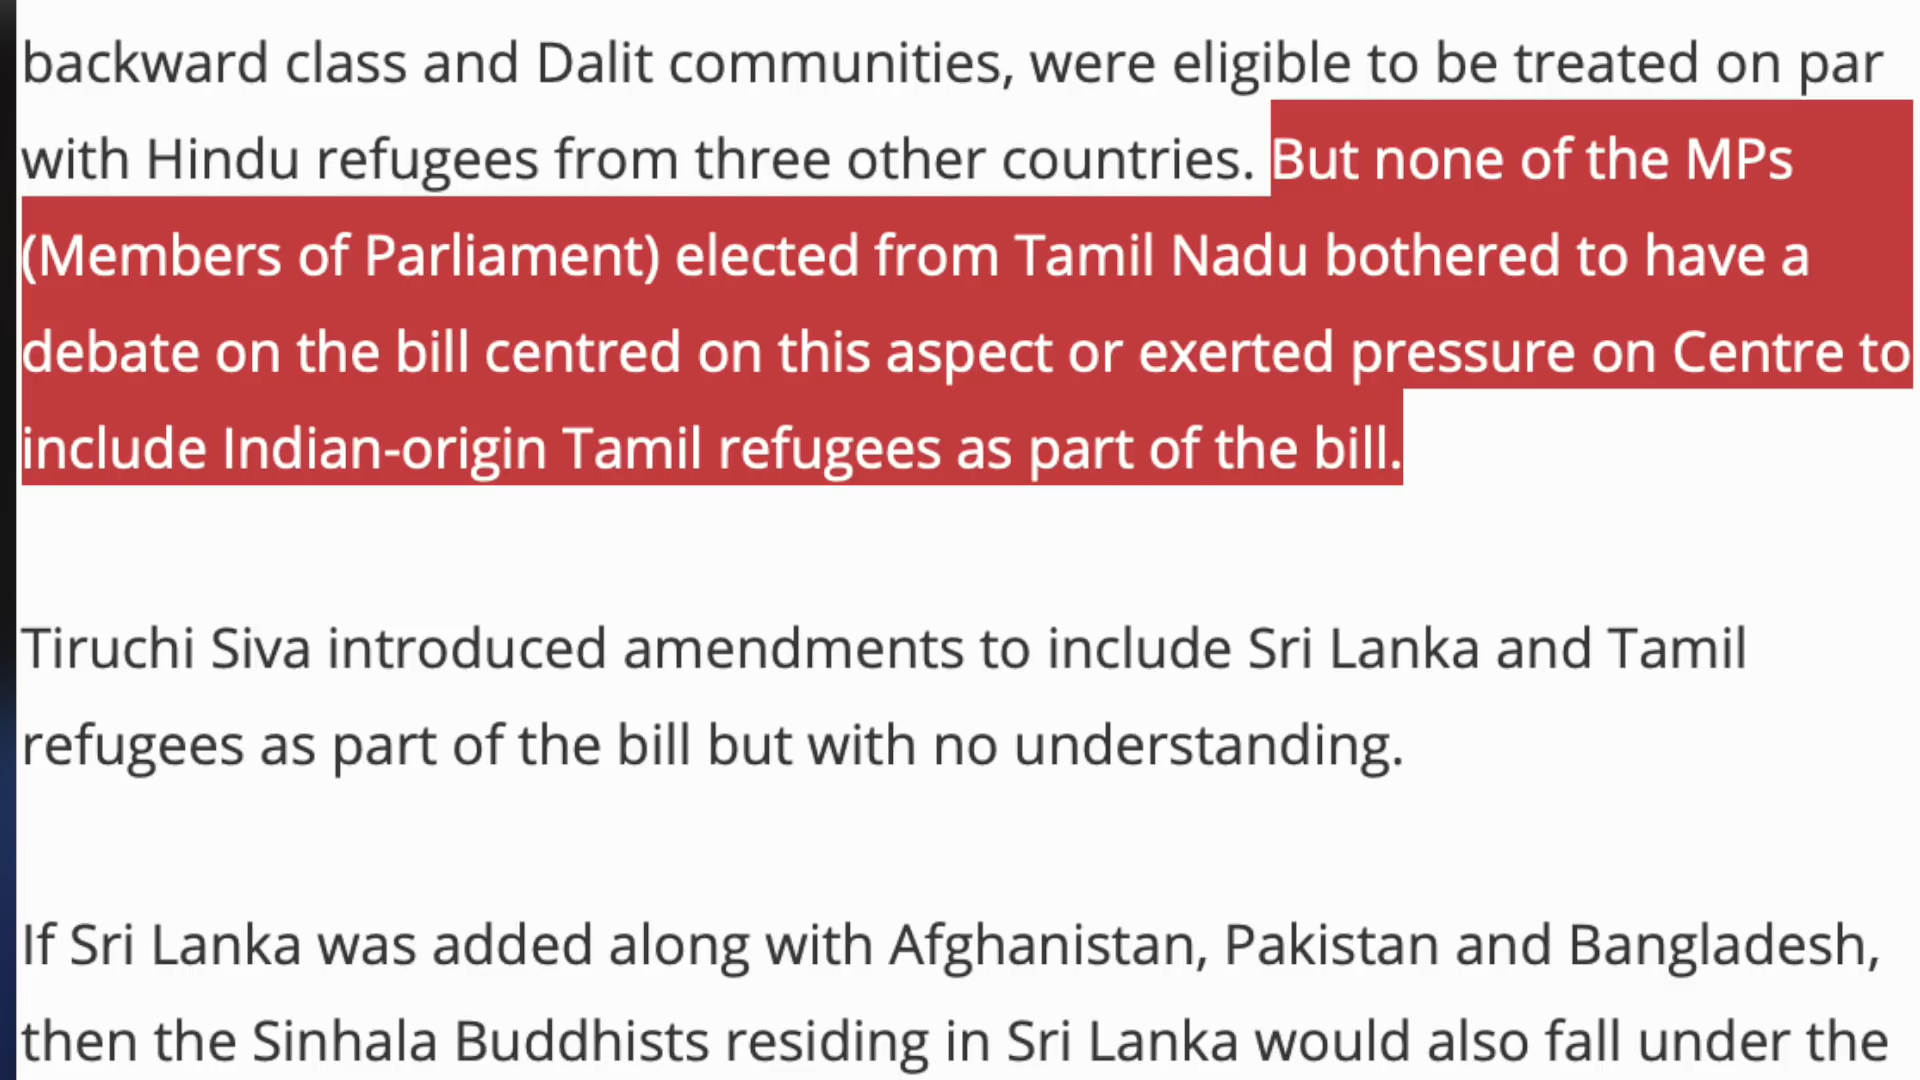 backward class and Dalit communities, were eligible to be treated on par
with Hindu refugees from three other countries. But none of the MPs
(Members of Parliament) elected from Tamil Nadu bothered to have a
debate on the bill centred on this aspect or exerted pressure on Centre to
include Indian-origin Tamil refugees as part of the bill.
Tiruchi Siva introduced amendments to include Sri Lanka and Tamil
refugees as part of the bill but with no understanding.
If Sri Lanka was added along with Afghanistan, Pakistan and Bangladesh,
then the Sinhala Buddhists residing in Sri Lanka would also fall under the